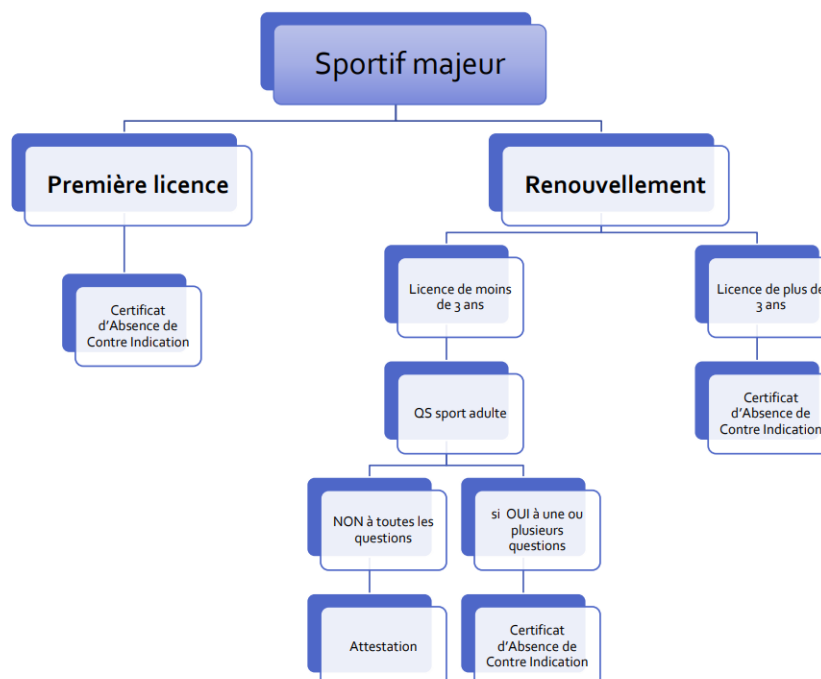 Sportif majeur
Première licence
Renouvellement
Certificat
d'Absence de
Contre Indication
Licence de moins
de 3 ans
Licence de plus de
3 ans
QS sport adulte
Certificat
d'Absence de
Contre Indication
NON à toutes les
questions
si OUI à une ou
plusieurs
questions
Attestation
Certificat
d'Absence de
Contre Indication